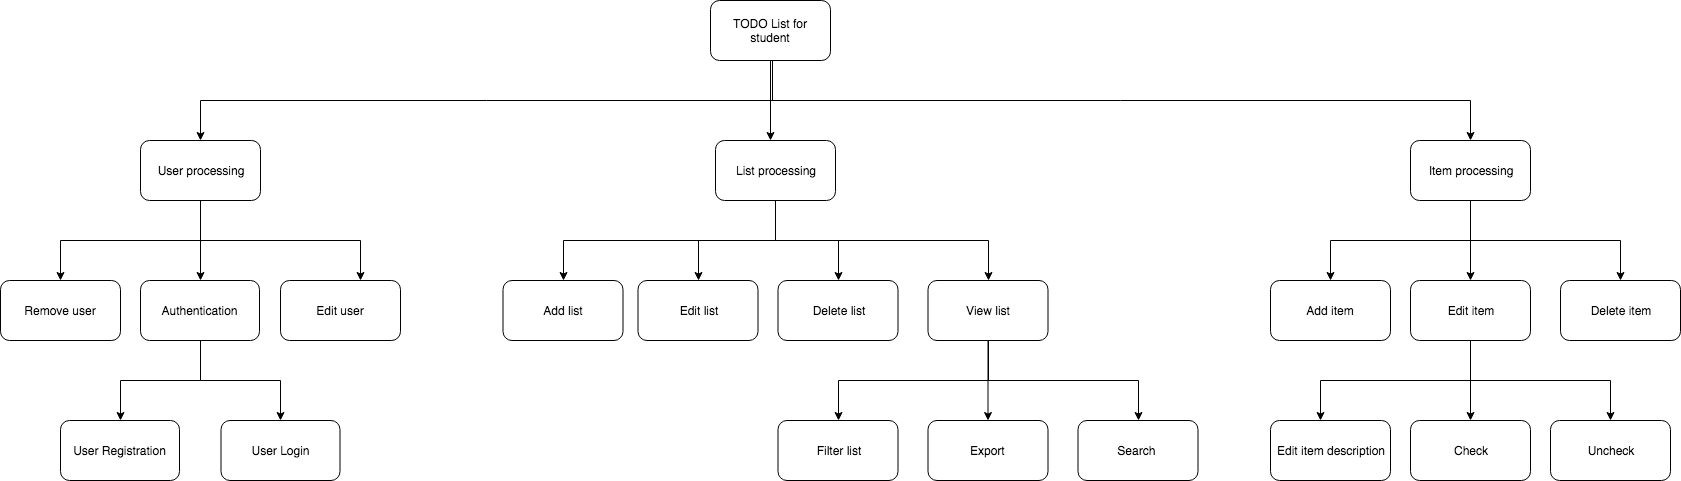 TODO List for
student
User processing
List processing
Item processing
Remove user
Authentication
Edit user
Add list
Edit list
Delete list
View list
Add item
Edit item
Delete item
User Registration
User Login
Filter list
Export
Search
Edit item description
Check
Uncheck